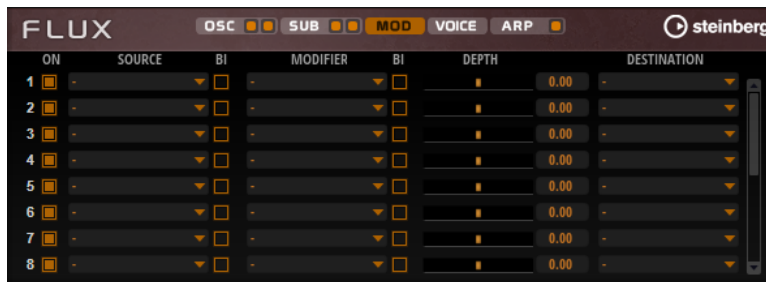 FLUX OSC SUB MOD VOICE ARP steinberg
ON SOURCE BI MODIFIER BI DEPTH DESTINATION
1 - - 0.00 -
2 - - 0.00 -
3 - - 0.00 -
4 - - 0.00 -
5 - - 0.00 -
6 - - 0.00 -
7 - - 0.00 -
8 - - 0.00 -